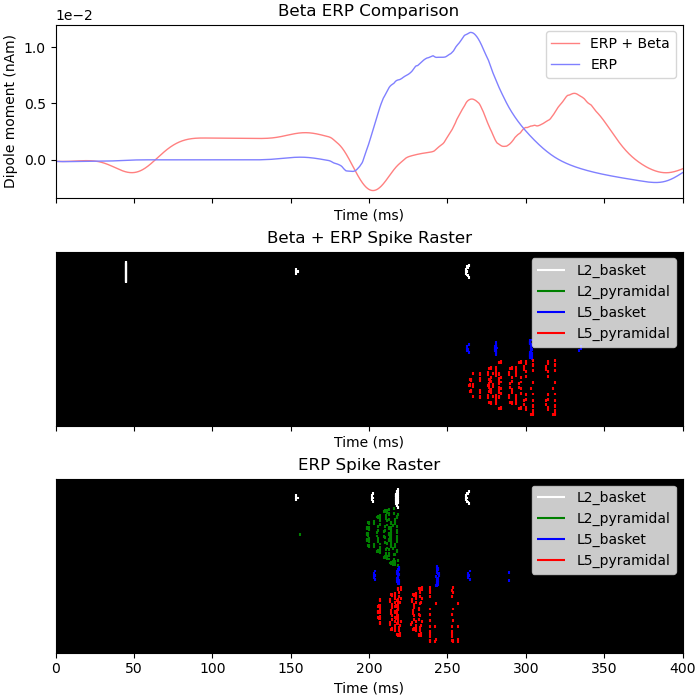 Beta ERP Comparison
1e−2
Dipole moment (nAm)
1.0
0.5
0.0
ERP + Beta
ERP
Time (ms)
Beta + ERP Spike Raster
L2_basket
L2_pyramidal
L5_basket
L5_pyramidal
Time (ms)
ERP Spike Raster
L2_basket
L2_pyramidal
L5_basket
L5_pyramidal
0 50 100 150 200 250 300 350 400
Time (ms)